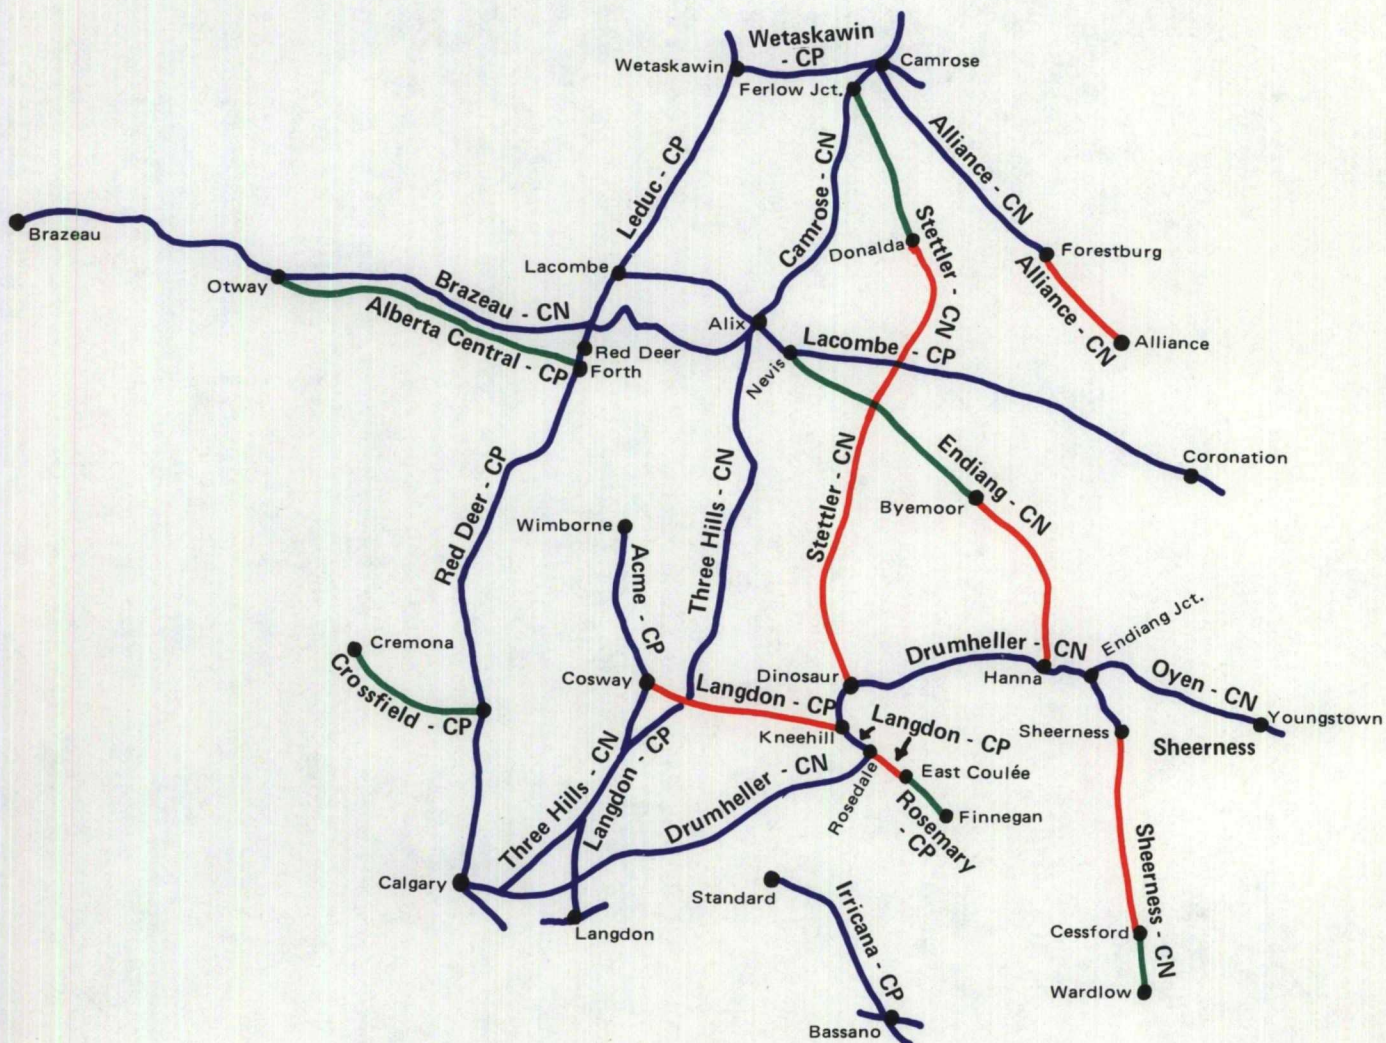 Wetaskawin
- CP
Wetaskawin
Camrose
Ferlow Jct.
Leduc - CP
Camrose - CN
Alliance - CN
Brazeau
Stettler - CN
Donalda
Forestburg
Lacombe
Otway
Brazeau - CN
Alliance - CN
Alberta Central - CP
Alix
Red Deer
Forth
Lacombe - CP
Alliance
Nevis
Red Deer - CP
Three Hills - CN
Stettler - CN
Endiang - CN
Coronation
Byemoor
Wimborne
Acme - CP
Cremona
Crossfield - CP
Cosway
Langdon - CP
Dinosaur
Drumheller - CN
Hanna
Endiang Jct.
Oyen - CN
Youngstown
Kneehill
Langdon - CP
Sheerness
Sheerness
Three Hills - CN
Langdon - CP
Drumheller - CN
Rosedale
East Coulée
Rosemary
- CP
Finnegan
Calgary
Langdon
Standard
Irricana - CP
Sheerness - CN
Cessford
Wardlow
Bassano